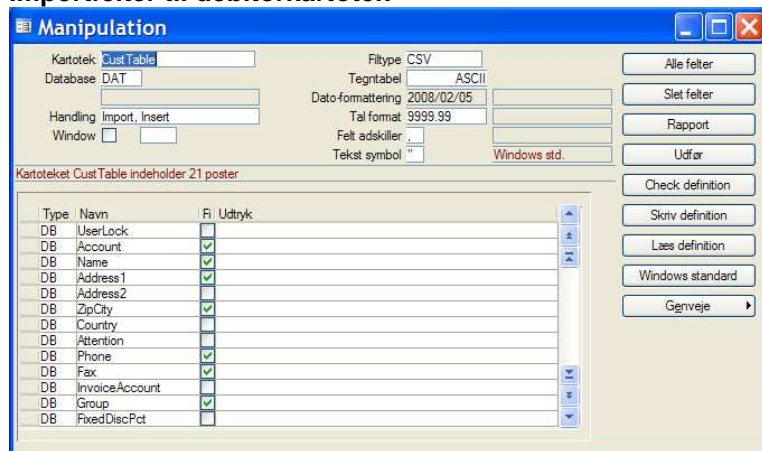 Importfelter til debitorkartotek
Manipulation
Kartotek CustTable Filtype CSV Alle felter
Database DAT Tegntabel ASCII
Dato-formattering 2008/02/05 Slet felter
Handling Import, Insert Tal format 9999.99 Rapport
Window Felt adskiller ,
Tekst symbol " Windows std. Udfør
Kartoteket CustTable indeholder 21 poster
Check definition
Type Navn Fi Udtryk Skriv definition
DB UserLock
DB Account Læs definition
DB Name
DB Address1 Windows standard
DB Address2
DB ZipCity Genveje
DB Country
DB Attention
DB Phone
DB Fax
DB InvoiceAccount
DB Group
DB FixedDiscPct